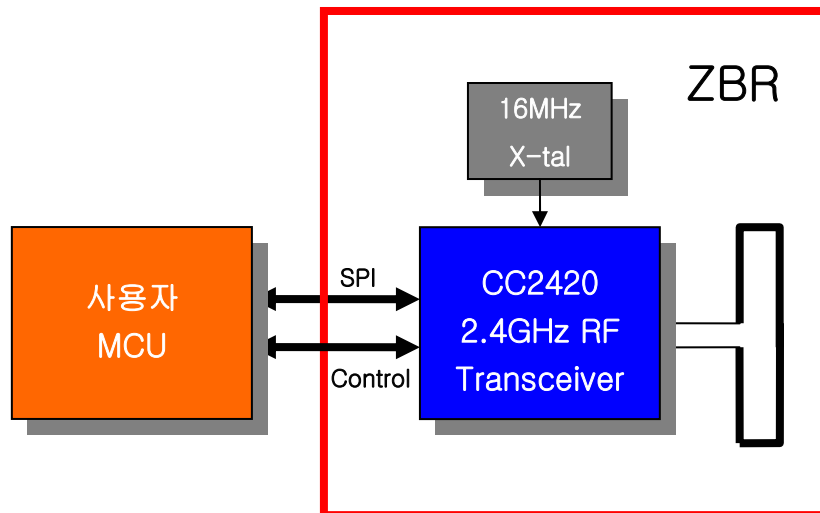 ZBR
16MHz
X-tal
사용자
MCU
SPI
Control
CC2420
2.4GHz RF
Transceiver